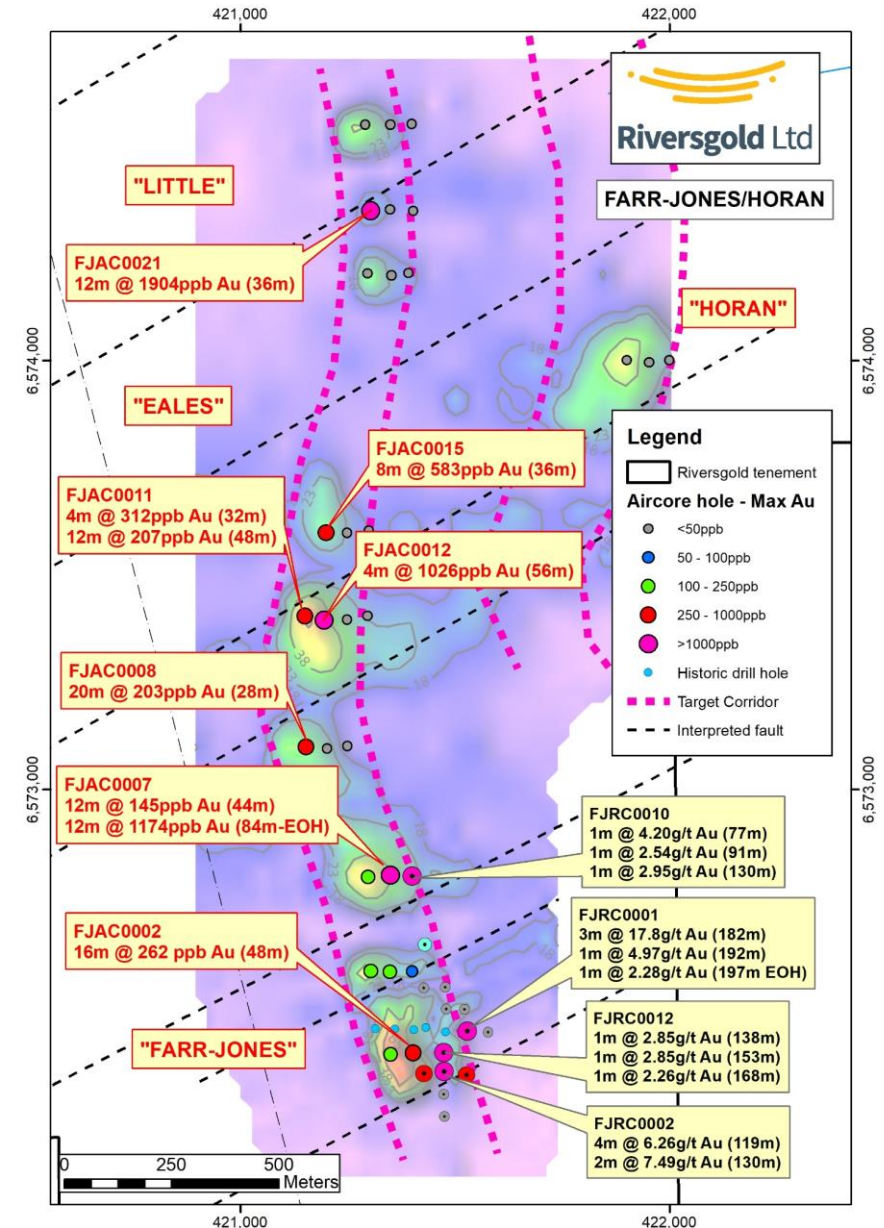 421,000
422,000
Riversgold Ltd
FARR-JONES/HORAN
"LITTLE"
FJAC0021
12m @ 1904ppb Au (36m)
"HORAN"
6,574,000
6,574,000
"EALES"
FJAC0015
8m @ 583ppb Au (36m)
FJAC0011
4m @ 312ppb Au (32m)
12m @ 207ppb Au (48m)
FJAC0012
4m @ 1026ppb Au (56m)
Legend
Riversgold tenement
Aircore hole - Max Au
<50ppb
50 - 100ppb
100 - 250ppb
250 - 1000ppb
>1000ppb
Historic drill hole
Target Corridor
Interpreted fault
FJAC0008
20m @ 203ppb Au (28m)
6,573,000
6,573,000
FJAC0007
12m @ 145ppb Au (44m)
12m @ 1174ppb Au (84m-EOH)
FJRC0010
1m @ 4.20g/t Au (77m)
1m @ 2.54g/t Au (91m)
1m @ 2.95g/t Au (130m)
FJAC0002
16m @ 262 ppb Au (48m)
FJRC0001
3m @ 17.8g/t Au (182m)
1m @ 4.97g/t Au (192m)
1m @ 2.28g/t Au (197m EOH)
"FARR-JONES"
FJRC0012
1m @ 2.85g/t Au (138m)
1m @ 2.85g/t Au (153m)
1m @ 2.26g/t Au (168m)
FJRC0002
4m @ 6.26g/t Au (119m)
2m @ 7.49g/t Au (130m)
0 250 500
Meters
421,000
422,000